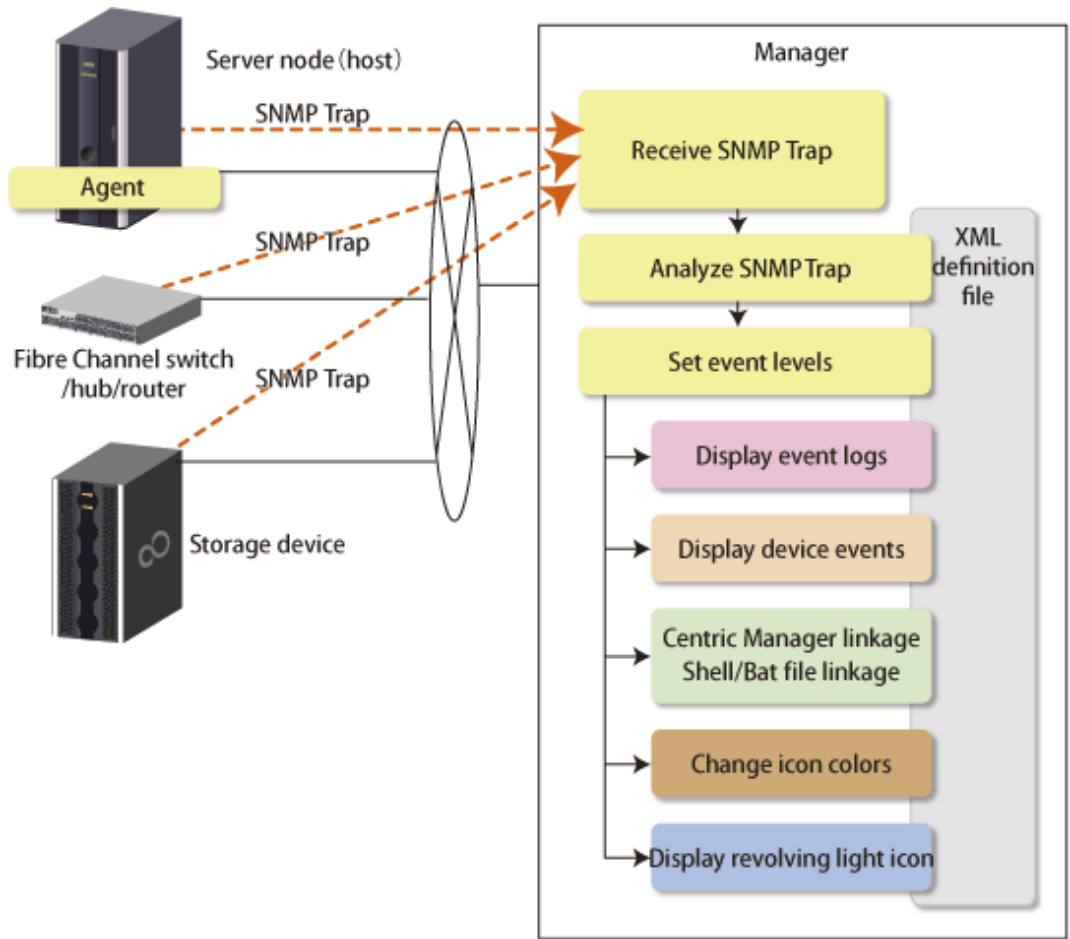 Server node (host)
SNMP Trap
Agent
SNMP Trap
Fibre Channel switch
/hub/router
SNMP Trap
Storage device
Manager
Receive SNMP Trap
Analyze SNMP Trap
XML
definition
file
Set event levels
Display event logs
Display device events
Centric Manager linkage
Shell/Bat file linkage
Change icon colors
Display revolving light icon